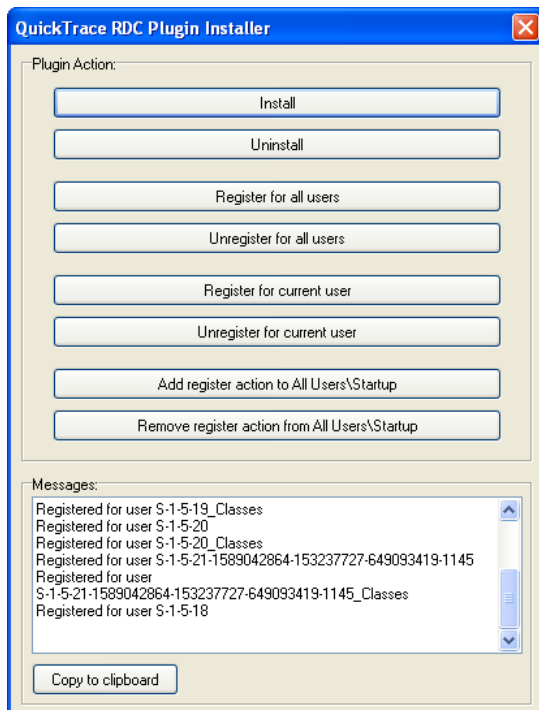 QuickTrace RDC Plugin Installer
Plugin Action:
Install
Uninstall
Register for all users
Unregister for all users
Register for current user
Unregister for current user
Add register action to All Users\Startup
Remove register action from All Users\Startup
Messages:
Registered for user S-1-5-19_Classes
Registered for user S-1-5-20
Registered for user S-1-5-20_Classes
Registered for user S-1-5-21-1589042864-153237727-649093419-1145
Registered for user
S-1-5-21-1589042864-153237727-649093419-1145_Classes
Registered for user S-1-5-18
Copy to clipboard